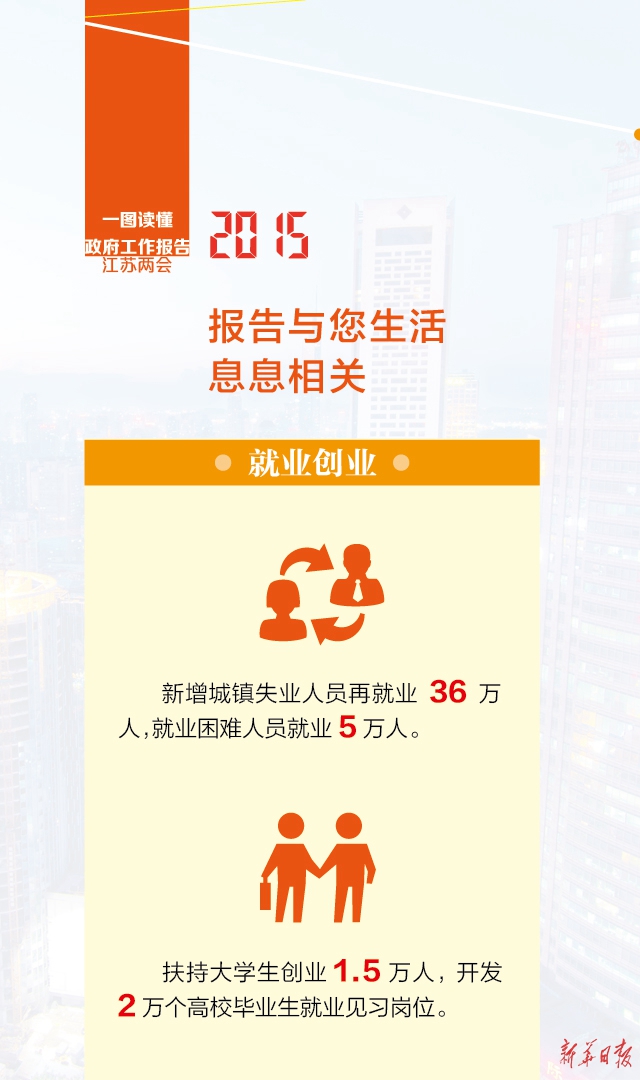 一图读懂
政府工作报告
江苏两会
2015
报告与您生活
息息相关
就业创业
新增城镇失业人员再就业 36 万
人,就业困难人员就业 5 万人。
扶持大学生创业 1.5 万人，开发
2 万个高校毕业生就业见习岗位。
新华日报